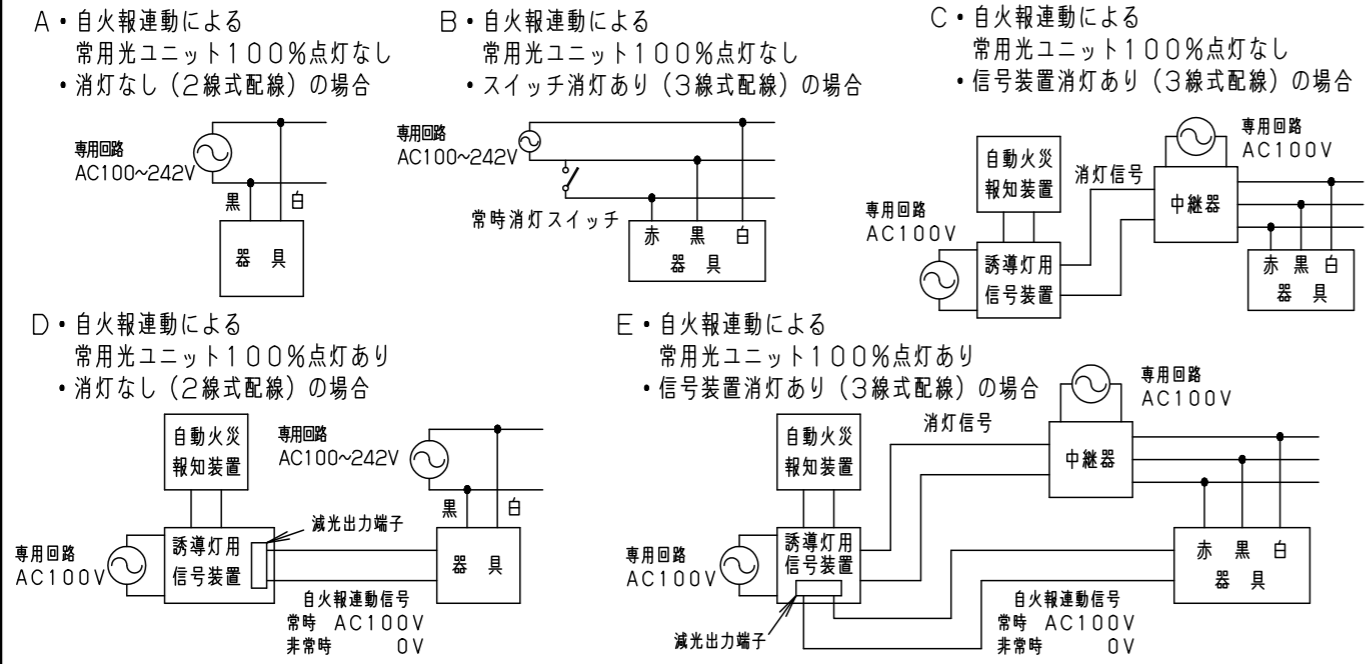 A・自火報連動による
常用光ユニット100%点灯なし
・消灯なし（2線式配線）の場合
専用回路
AC100~242V
黒
白
器 具
B・自火報連動による
常用光ユニット100%点灯なし
・スイッチ消灯あり（3線式配線）の場合
専用回路
AC100~242V
常時消灯スイッチ
赤 黒 白
器 具
C・自火報連動による
常用光ユニット100%点灯なし
・信号装置消灯あり（3線式配線）の場合
専用回路
AC100V
自動火災
報知装置
消灯信号
中継器
専用回路
AC100V
誘導灯用
信号装置
赤 黒 白
器 具
D・自火報連動による
常用光ユニット100%点灯あり
・消灯なし（2線式配線）の場合
自動火災
報知装置
専用回路
AC100~242V
黒
白
減光出力端子
専用回路
AC100V
誘導灯用
信号装置
器 具
自火報連動信号
常時 AC100V
非常時 0V
E・自火報連動による
常用光ユニット100%点灯あり
・信号装置消灯あり（3線式配線）の場合
専用回路
AC100V
消灯信号
自動火災
報知装置
中継器
専用回路
AC100V
誘導灯用
信号装置
赤 黒 白
器 具
減光出力端子
自火報連動信号
常時 AC100V
非常時 0V